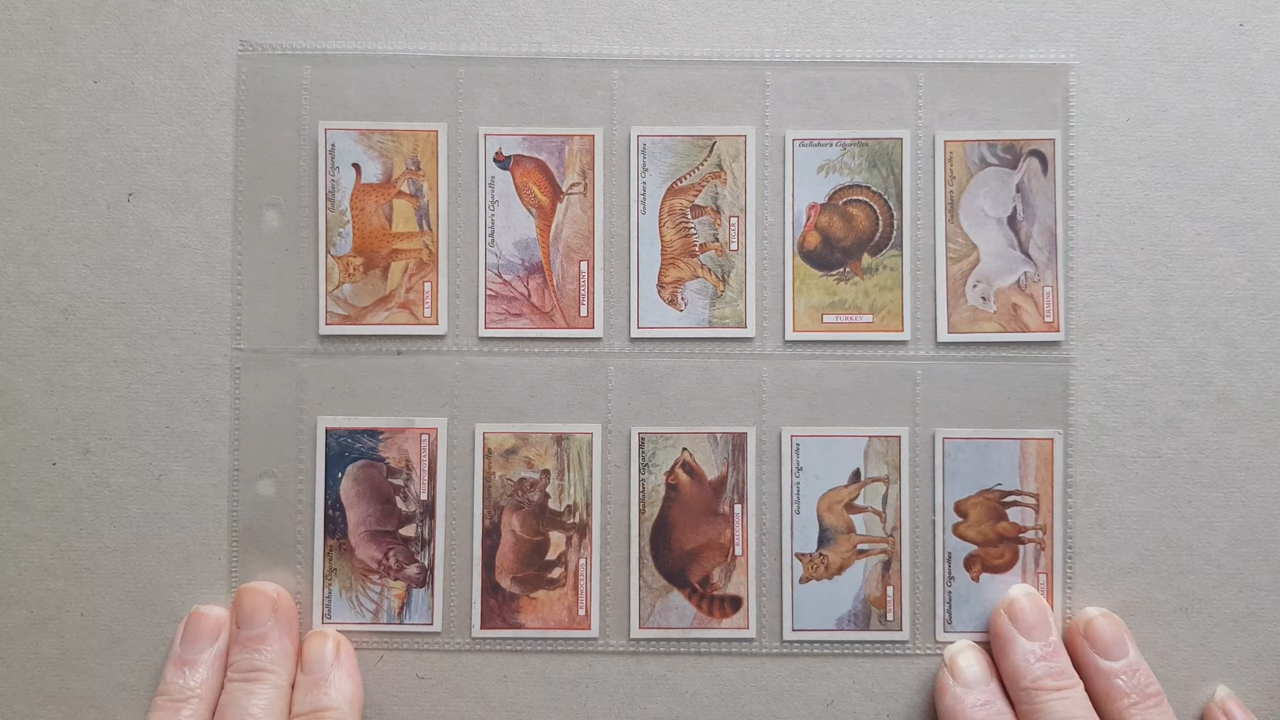 Gallaher's Cigarettes
LYNX
Gallaher's Cigarettes
PHEASANT
Gallaher's Cigarettes
TIGER
Gallaher's Cigarettes
TURKEY
Gallaher's Cigarettes
ERMINE
Gallaher's Cigarettes
HIPPOPOTAMUS
Gallaher's Cigarettes
RHINOCEROS
Gallaher's Cigarettes
RACCOON
Gallaher's Cigarettes
WOLF
Gallaher's Cigarettes